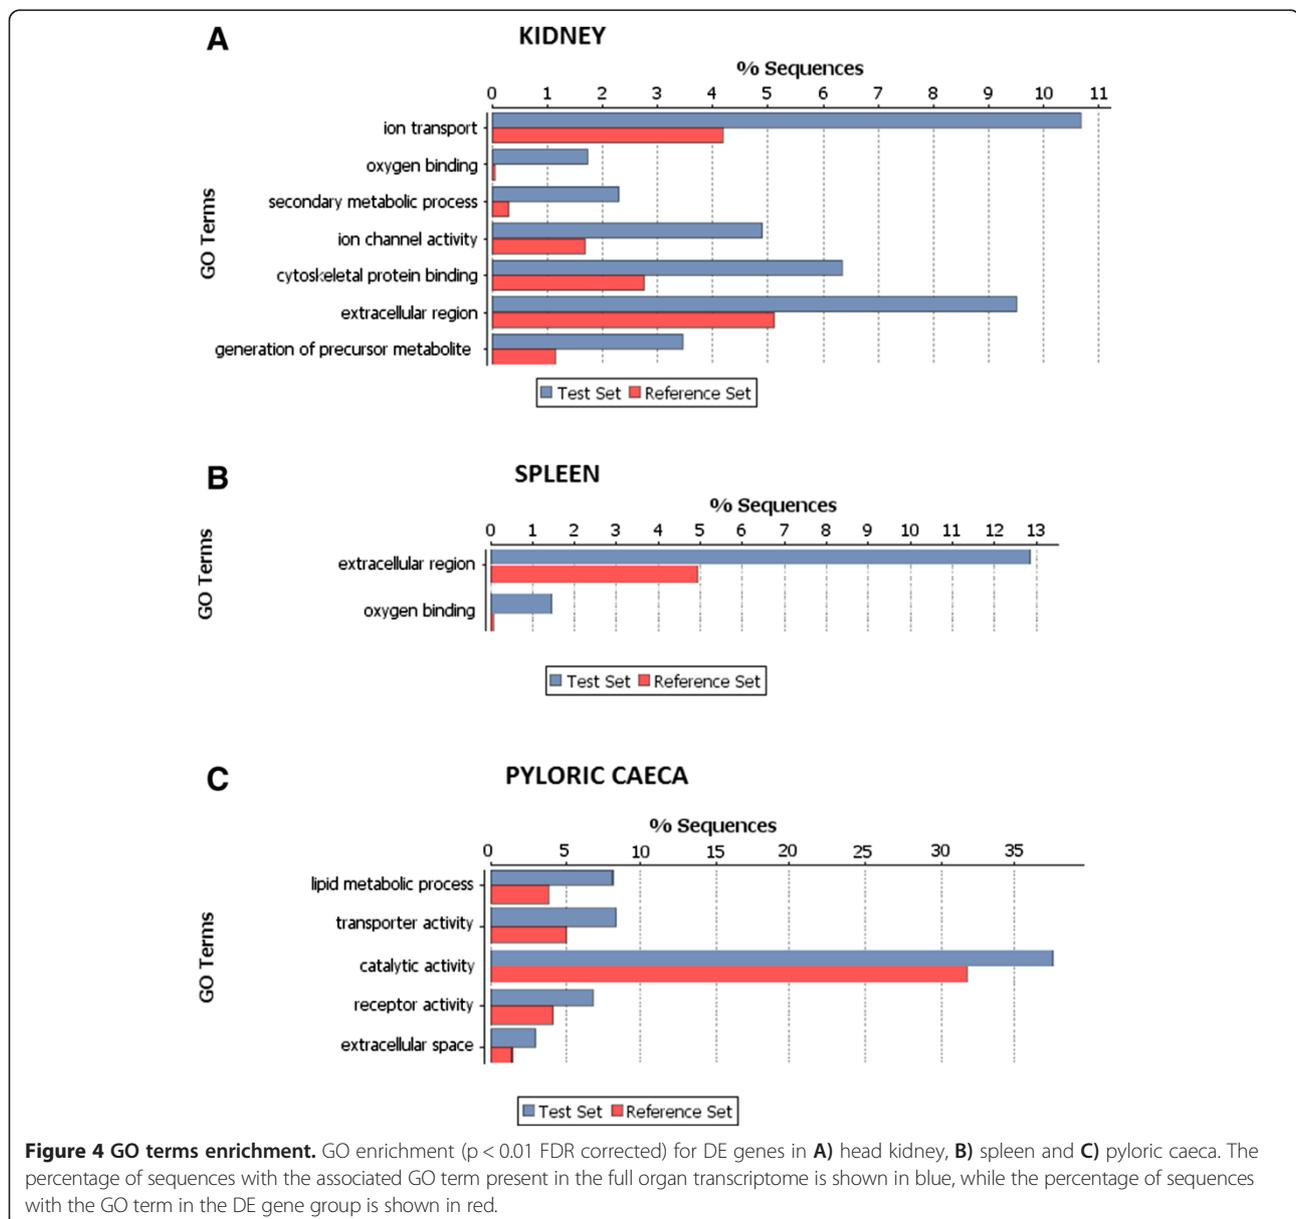 A
KIDNEY
% Sequences
0 1 2 3 4 5 6 7 8 9 10 11
GO Terms
ion transport
oxygen binding
secondary metabolic process
ion channel activity
cytoskeletal protein binding
extracellular region
generation of precursor metabolite
Test Set Reference Set
B
SPLEEN
% Sequences
0 1 2 3 4 5 6 7 8 9 10 11 12 13
GO Terms
extracellular region
oxygen binding
Test Set Reference Set
C
PYLORIC CAECA
% Sequences
0 5 10 15 20 25 30 35
GO Terms
lipid metabolic process
transporter activity
catalytic activity
receptor activity
extracellular space
Test Set Reference Set
Figure 4 GO terms enrichment. GO enrichment (p < 0.01 FDR corrected) for DE genes in A) head kidney, B) spleen and C) pyloric caeca. The
percentage of sequences with the associated GO term present in the full organ transcriptome is shown in blue, while the percentage of sequences
with the GO term in the DE gene group is shown in red.